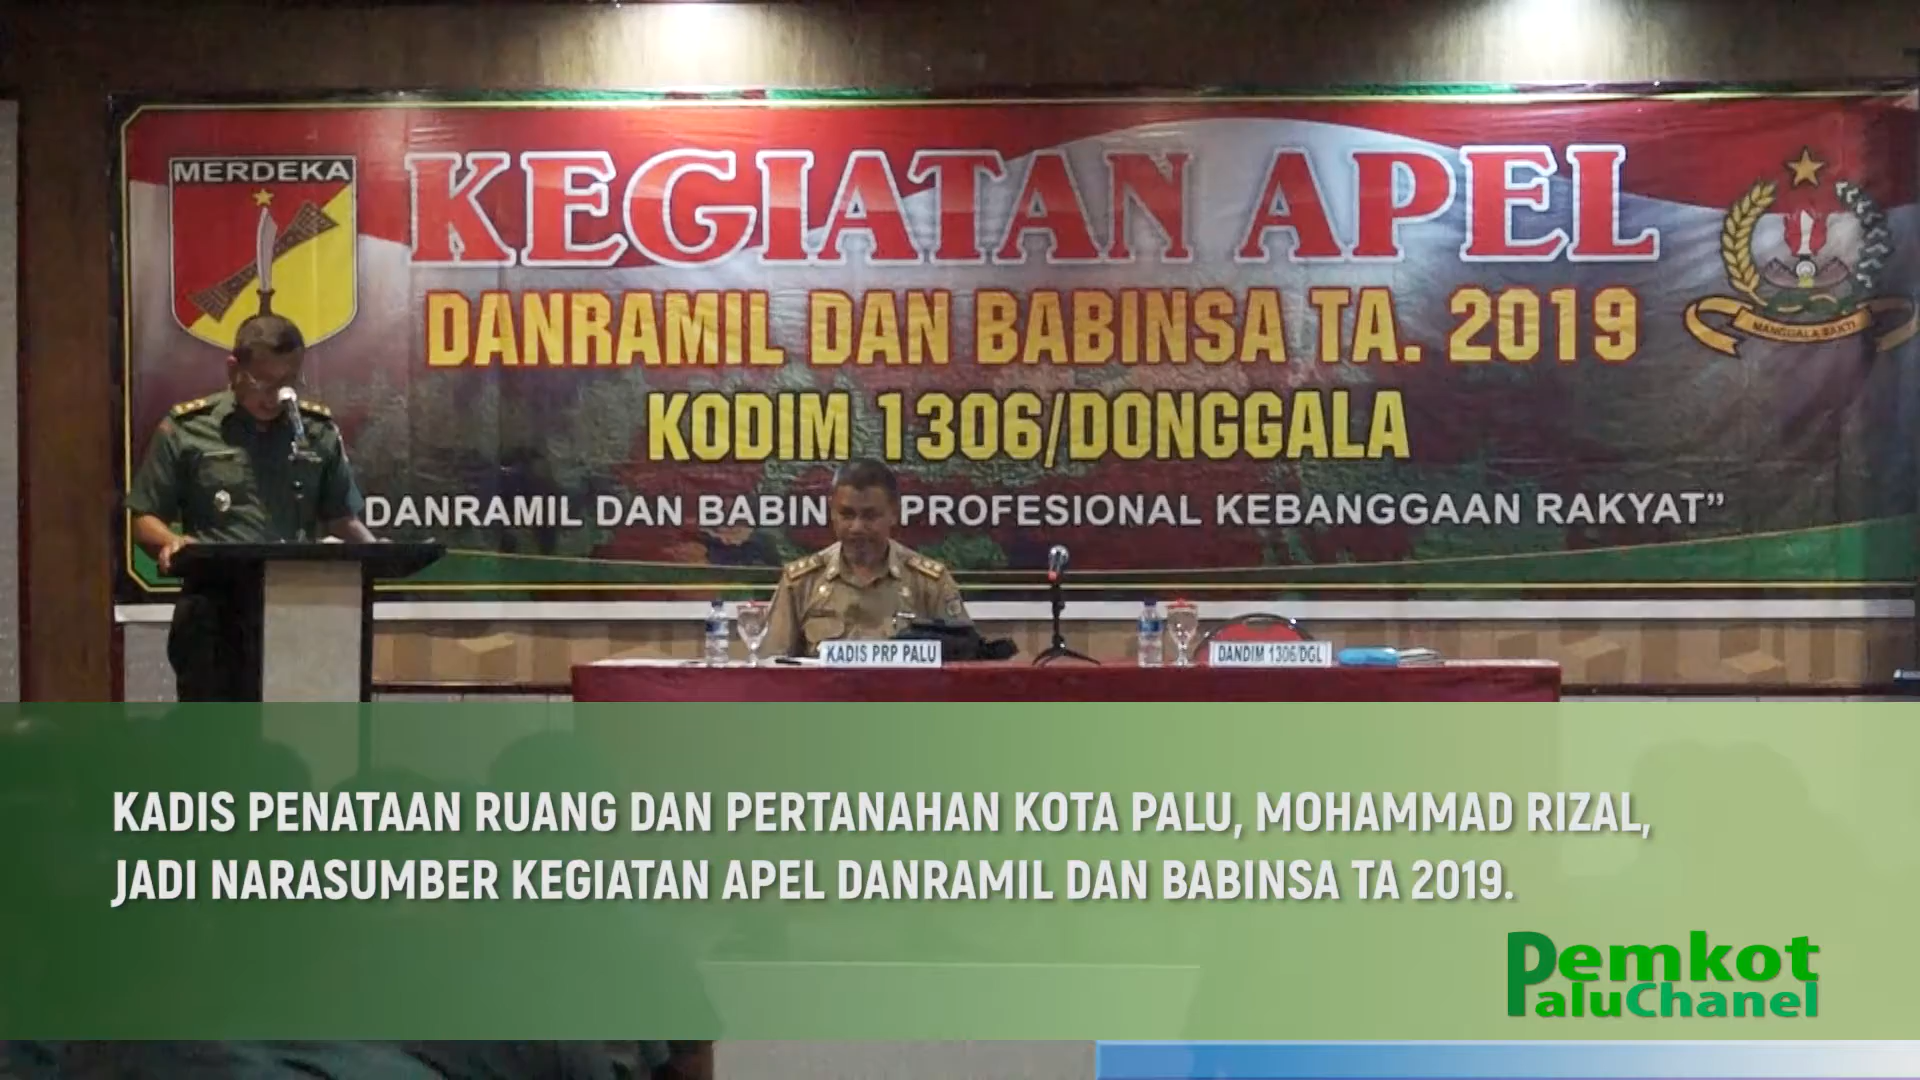 MERDEKA
KEGIATAN APEL
DANRAMIL DAN BABINSA TA. 2019
KODIM 1306/DONGGALA
DANRAMIL DAN BABIN PROFESIONAL KEBANGGAAN RAKYAT"
MANGGALA BAKTI
KADIS PRP PALU
DANDIM 1306/DGL
KADIS PENATAAN RUANG DAN PERTANAHAN KOTA PALU, MOHAMMAD RIZAL,
JADI NARASUMBER KEGIATAN APEL DANRAMIL DAN BABINSA TA 2019.
Pemkot
PaluChanel